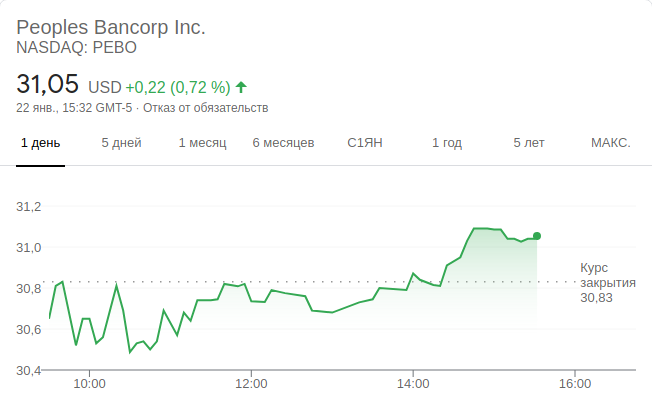 Peoples Bancorp Inc.
NASDAQ: PEBO
31,05 USD +0,22 (0,72 %)
22 янв., 15:32 GMT-5 · Отказ от обязательств
1 день 5 дней 1 месяц 6 месяцев С1ЯН 1 год 5 лет МАКС.
31,2
31,0
30,8
30,6
30,4
Курс
закрытия
30,83
10:00 12:00 14:00 16:00